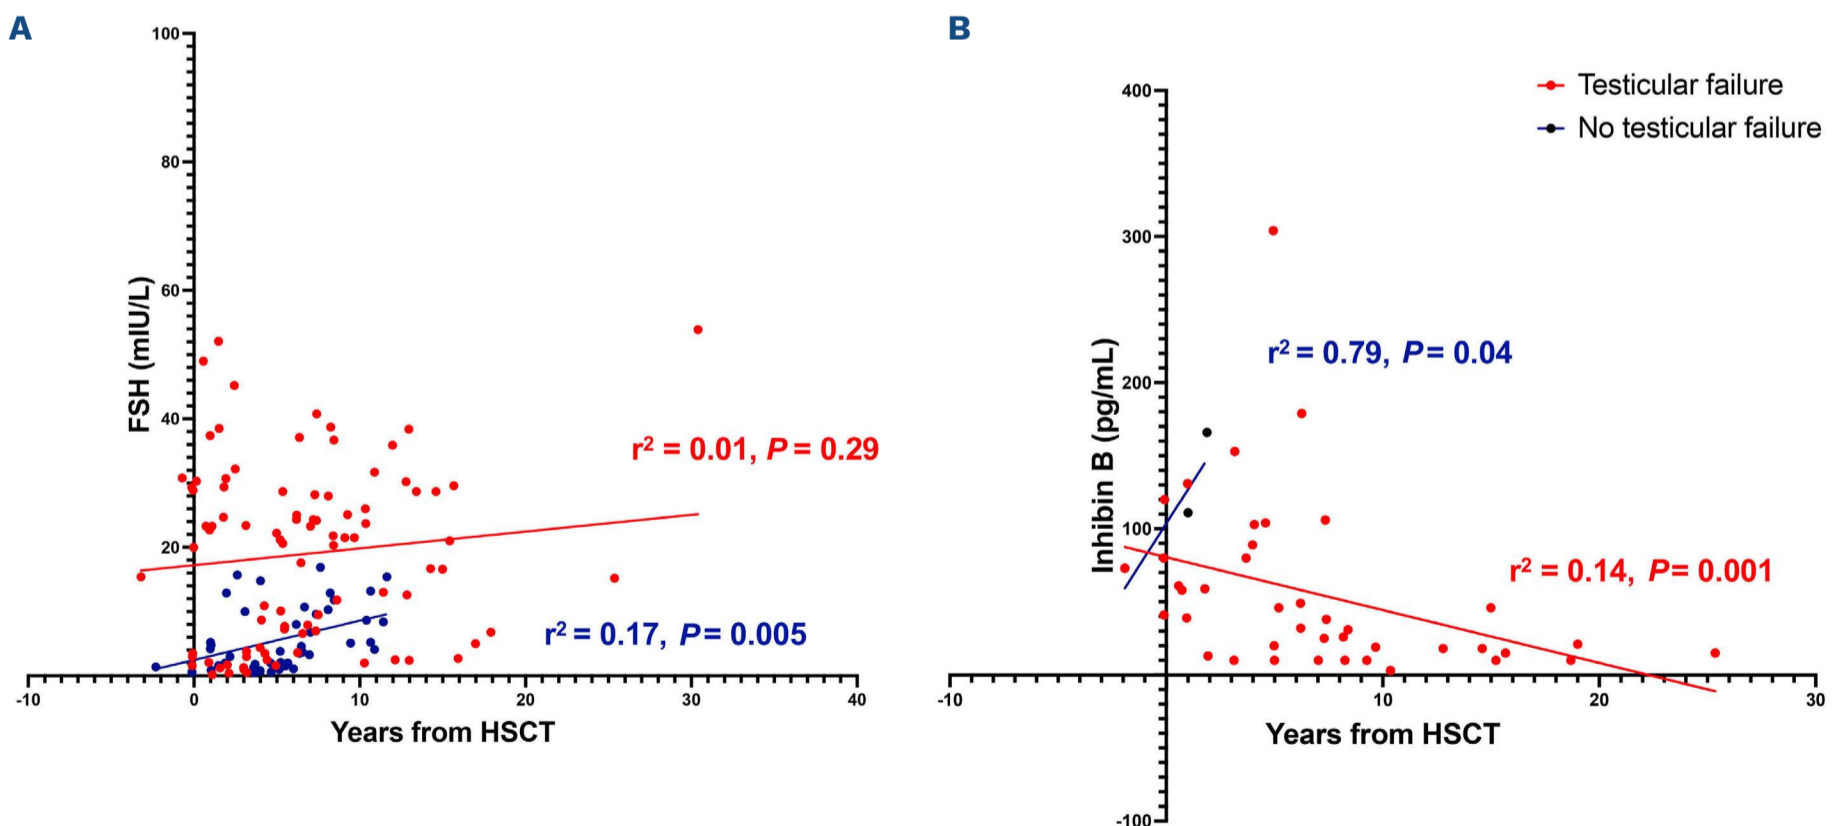 A
100
80
60
40
20
FSH (mIU/L)
r² = 0.01, P = 0.29
r² = 0.17, P = 0.005
-10 0 10 20 30 40
Years from HSCT
B
Testicular failure
No testicular failure
400
300
200
100
-100
Inhibin B (pg/mL)
r² = 0.79, P = 0.04
r² = 0.14, P = 0.001
-10 10 20 30
Years from HSCT